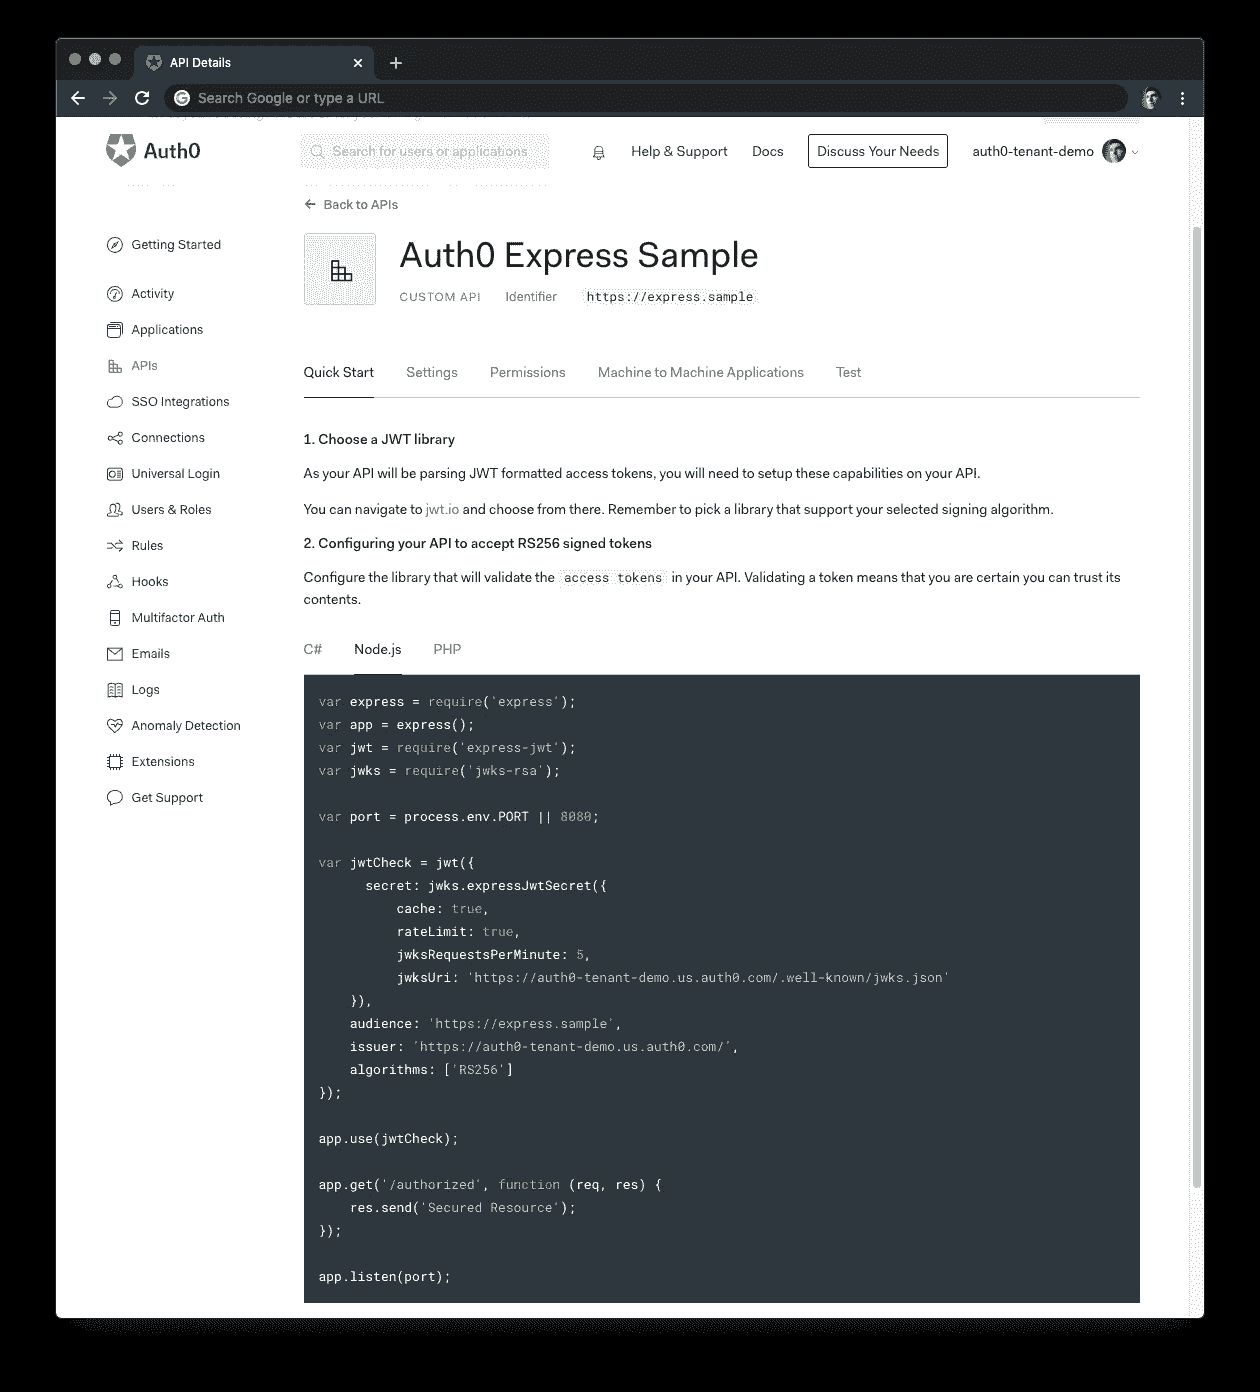 API Details
Search Google or type a URL
Auth0
Search for users or applications
Help & Support
Docs
Discuss Your Needs
auth0-tenant-demo
Back to APIs
Getting Started
Activity
Applications
APIs
SSO Integrations
Connections
Universal Login
Users & Roles
Rules
Hooks
Multifactor Auth
Emails
Logs
Anomaly Detection
Extensions
Get Support
Auth0 Express Sample
CUSTOM API Identifier https://express.sample
Quick Start Settings Permissions Machine to Machine Applications Test
1. Choose a JWT library
As your API will be parsing JWT formatted access tokens, you will need to setup these capabilities on your API.
You can navigate to jwt.io and choose from there. Remember to pick a library that support your selected signing algorithm.
2. Configuring your API to accept RS256 signed tokens
Configure the library that will validate the access tokens in your API. Validating a token means that you are certain you can trust its
contents.
C# Node.js PHP
var express = require('express');
var app = express();
var jwt = require('express-jwt');
var jwks = require('jwks-rsa');
var port = process.env.PORT || 8080;
var jwtCheck = jwt({
      secret: jwks.expressJwtSecret({
          cache: true,
          rateLimit: true,
          jwksRequestsPerMinute: 5,
          jwksUri: 'https://auth0-tenant-demo.us.auth0.com/.well-known/jwks.json'
    }),
    audience: 'https://express.sample',
    issuer: 'https://auth0-tenant-demo.us.auth0.com/',
    algorithms: ['RS256']
});
app.use(jwtCheck);
app.get('/authorized', function (req, res) {
    res.send('Secured Resource');
});
app.listen(port);